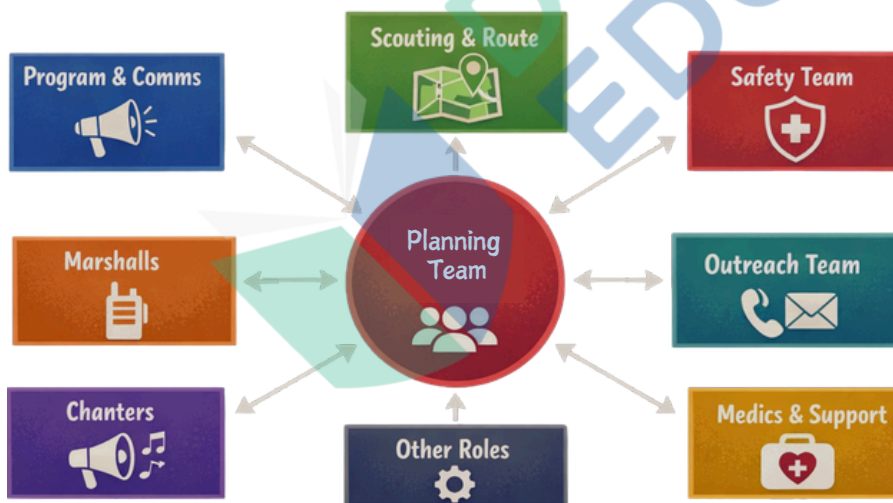 Scouting & Route
Program & Comms
Safety Team
Planning
Team
Marshalls
Outreach Team
Chanters
Medics & Support
Other Roles